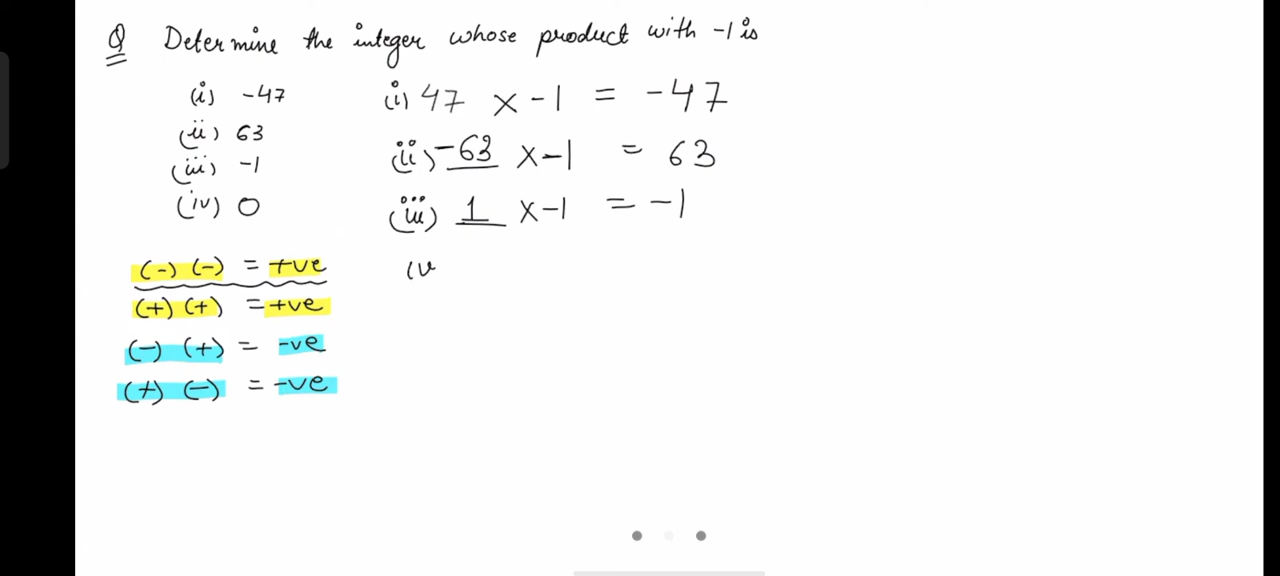 Q Determine the integer whose product with -1 is
(i) -47
(ii) 63
(iii) -1
(iv) 0
(i) 47 x -1 = -47
(ii) -63 x -1 = 63
(iii) 1 x -1 = -1
(iv
(-) (-) = +ve
(+) (+) = +ve
(-) (+) = -ve
(+) (-) = -ve